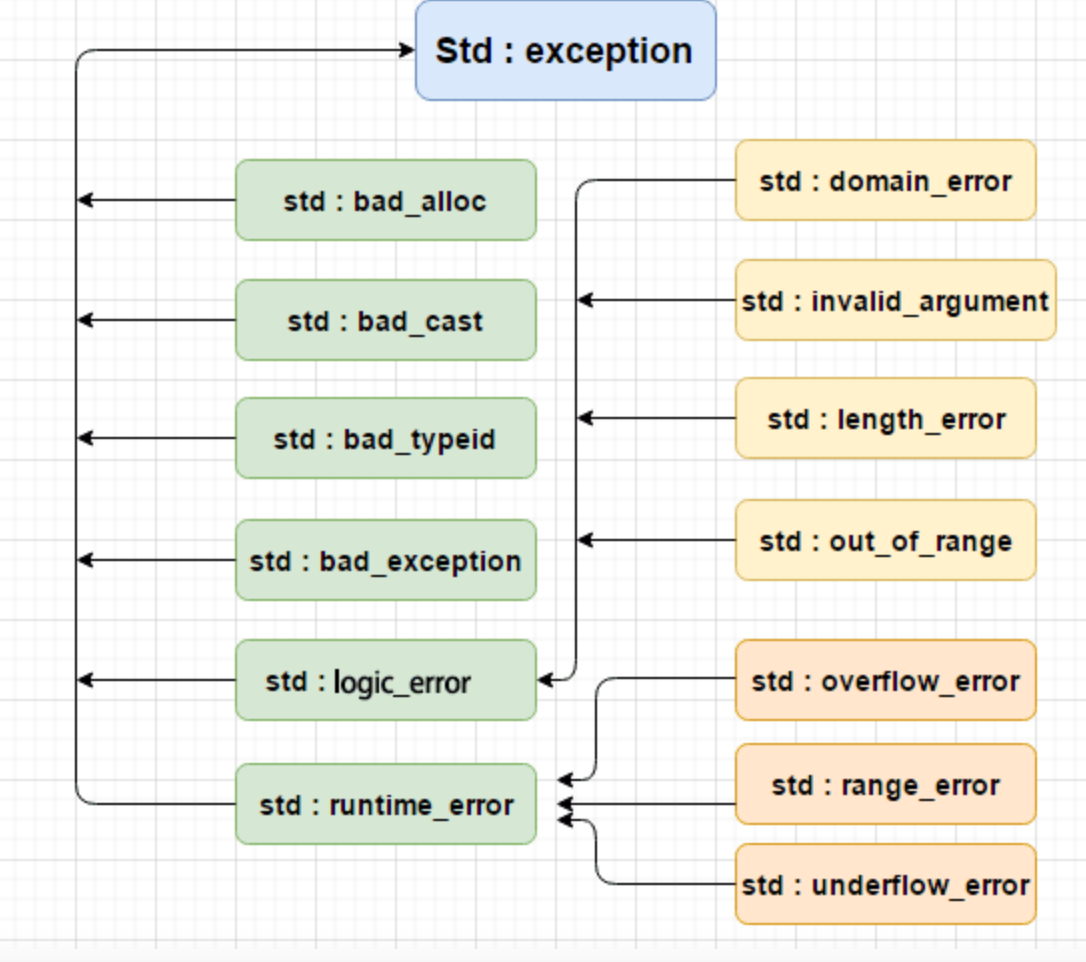 Std : exception
std : bad_alloc
std : bad_cast
std : bad_typeid
std : bad_exception
std : logic_error
std : runtime_error
std : domain_error
std : invalid_argument
std : length_error
std : out_of_range
std : overflow_error
std : range_error
std : underflow_error